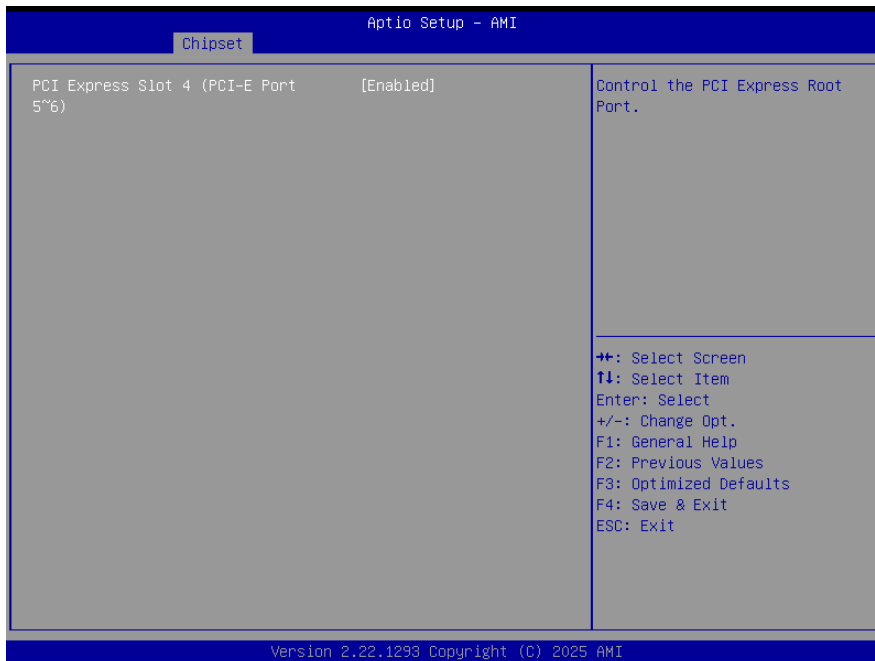 Aptio Setup - AMI
Chipset
PCI Express Slot 4 (PCI-E Port [Enabled]
5~6)
Control the PCI Express Root
Port.
→←: Select Screen
↑↓: Select Item
Enter: Select
+/-: Change Opt.
F1: General Help
F2: Previous Values
F3: Optimized Defaults
F4: Save & Exit
ESC: Exit
Version 2.22.1293 Copyright (C) 2025 AMI